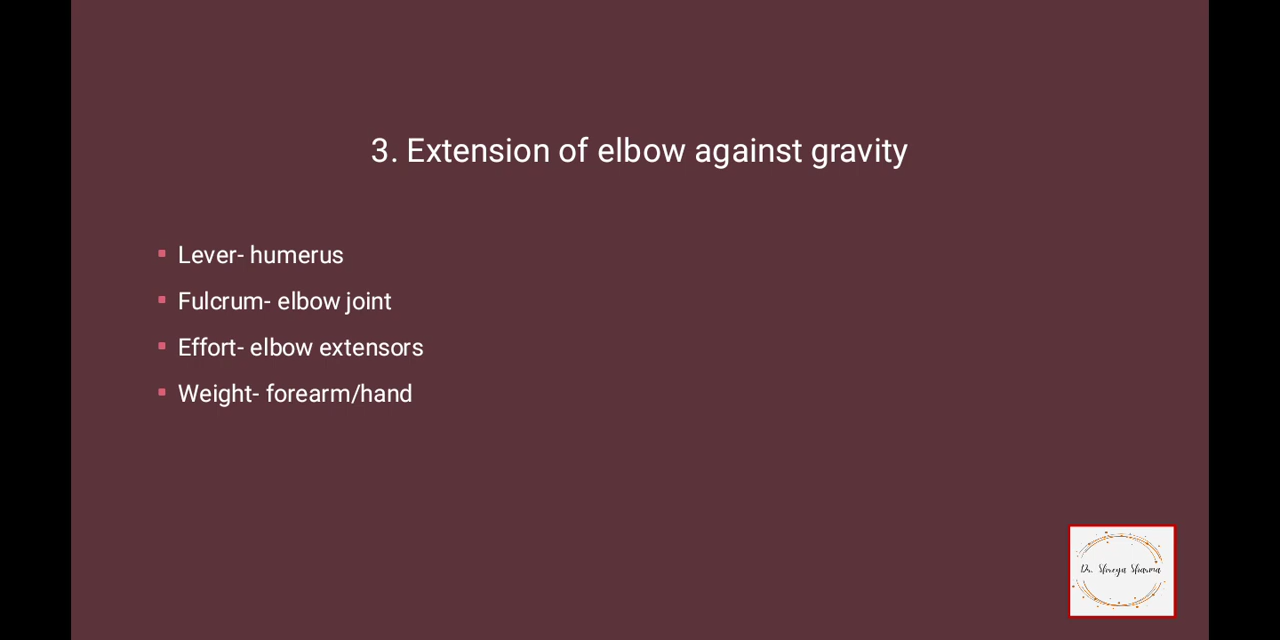 3. Extension of elbow against gravity
Lever- humerus
Fulcrum- elbow joint
Effort- elbow extensors
Weight- forearm/hand
Dr. Shreya Sharma